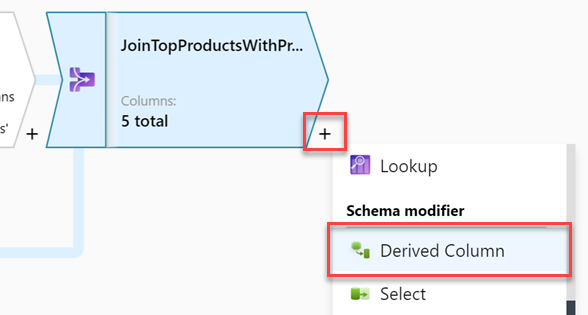 JoinTopProductsWithPr...
Columns:
5 total
ns
s'
+
+
Lookup
Schema modifier
Derived Column
Select